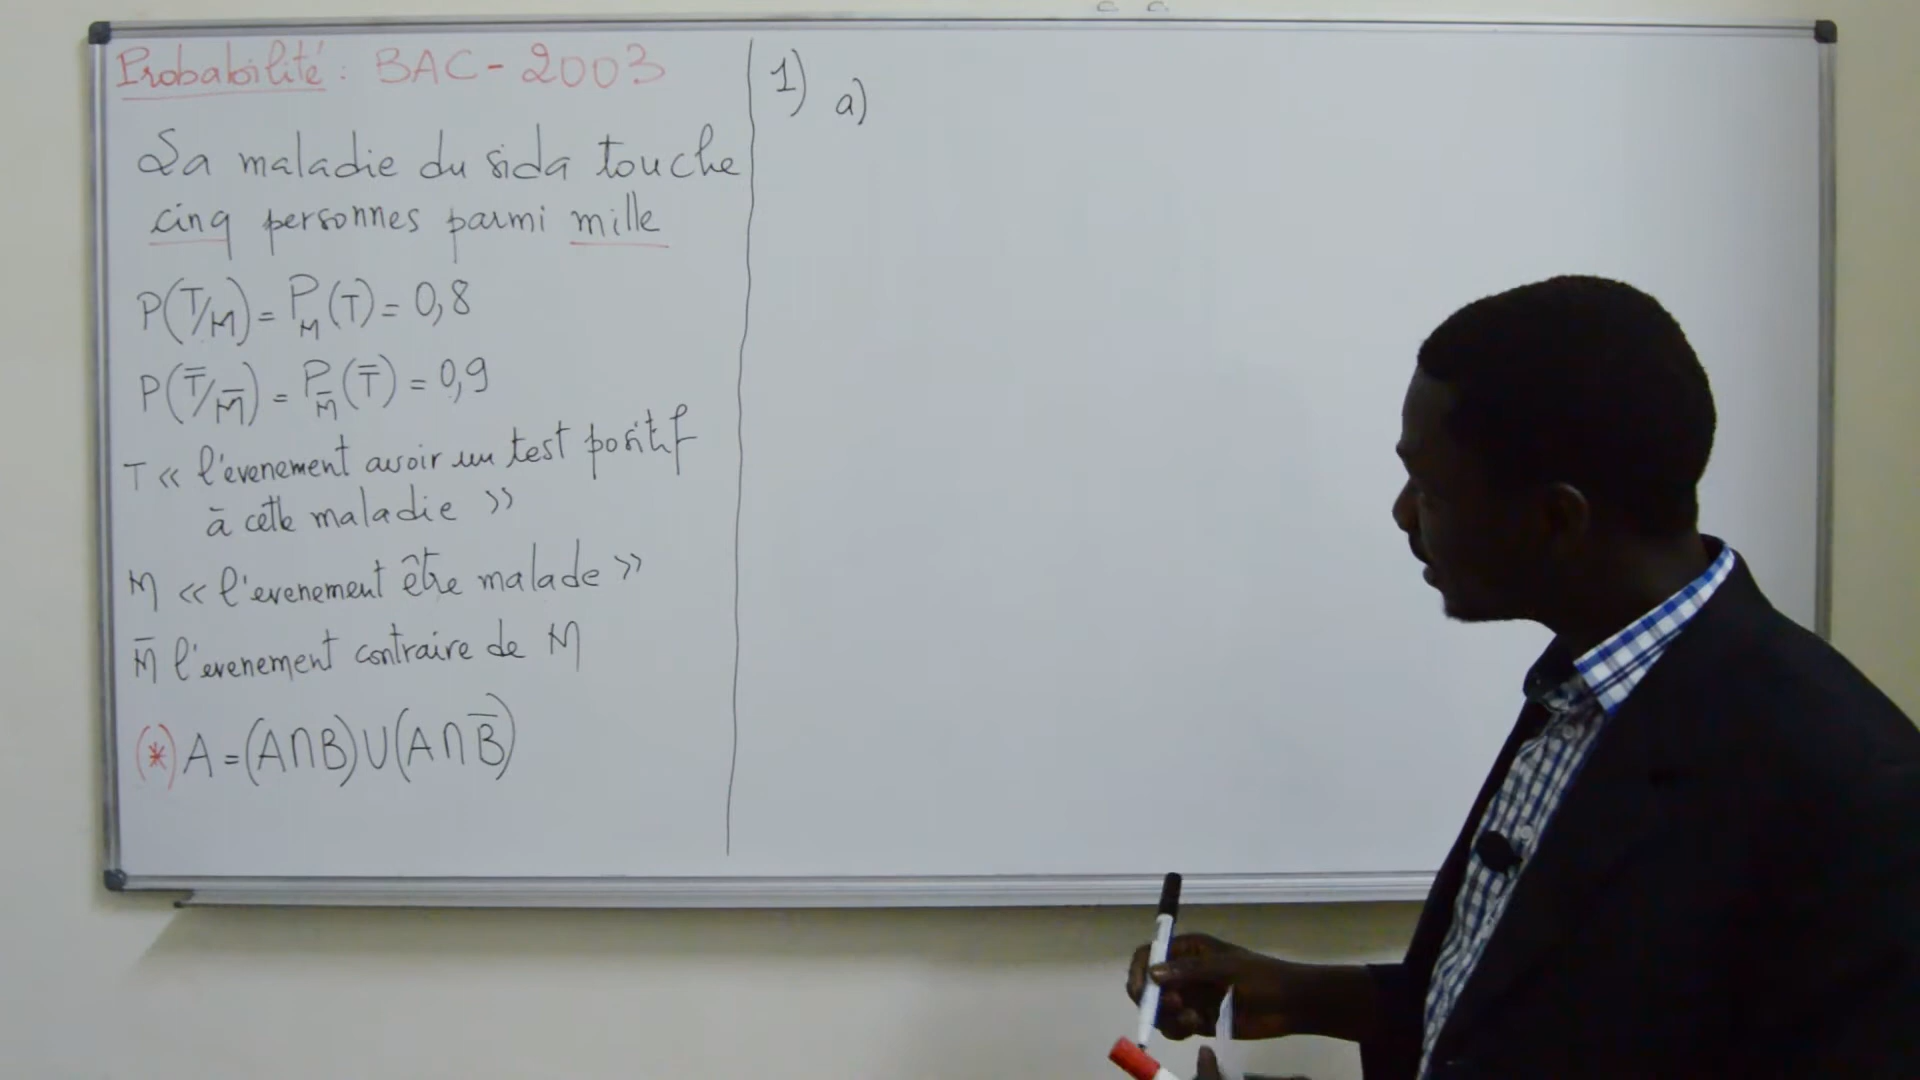 Probabilité : BAC - 2003
La maladie du sida touche
cinq personnes parmi mille
P(T/M) = P_M(T) = 0,8
P(T̅/M̅) = P_M̅(T̅) = 0,9
T « l'evenement avoir un test positif
à cette maladie »
M « l'evenement être malade »
M̅ l'evenement contraire de M
(*) A = (A∩B)∪(A∩B̅)
1) a)